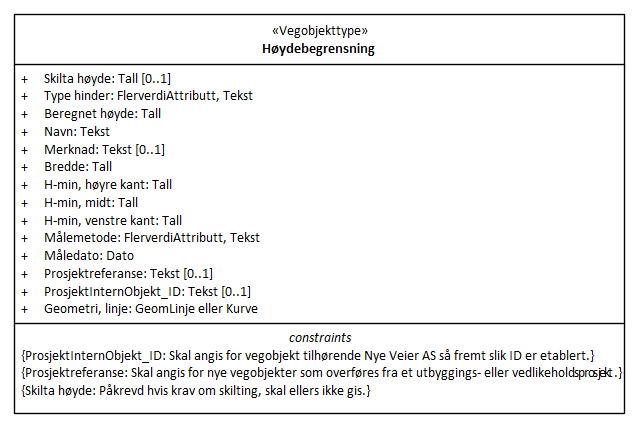 «Vegobjekttype»
Høydebegrensning
+ Skilta høyde: Tall [0..1]
+ Type hinder: FlerverdiAttributt, Tekst
+ Beregnet høyde: Tall
+ Navn: Tekst
+ Merknad: Tekst [0..1]
+ Bredde: Tall
+ H-min, høyre kant: Tall
+ H-min, midt: Tall
+ H-min, venstre kant: Tall
+ Målemetode: FlerverdiAttributt, Tekst
+ Måledato: Dato
+ Prosjektreferanse: Tekst [0..1]
+ ProsjektInternObjekt_ID: Tekst [0..1]
+ Geometri, linje: GeomLinje eller Kurve
constraints
{ProsjektInternObjekt_ID: Skal angis for vegobjekt tilhørende Nye Veier AS så fremt slik ID er etablert.}
{Prosjektreferanse: Skal angis for nye vegobjekter som overføres fra et utbyggings- eller vedlikeholdsprosjekt.}
{Skilta høyde: Påkrevd hvis krav om skilting, skal ellers ikke gis.}